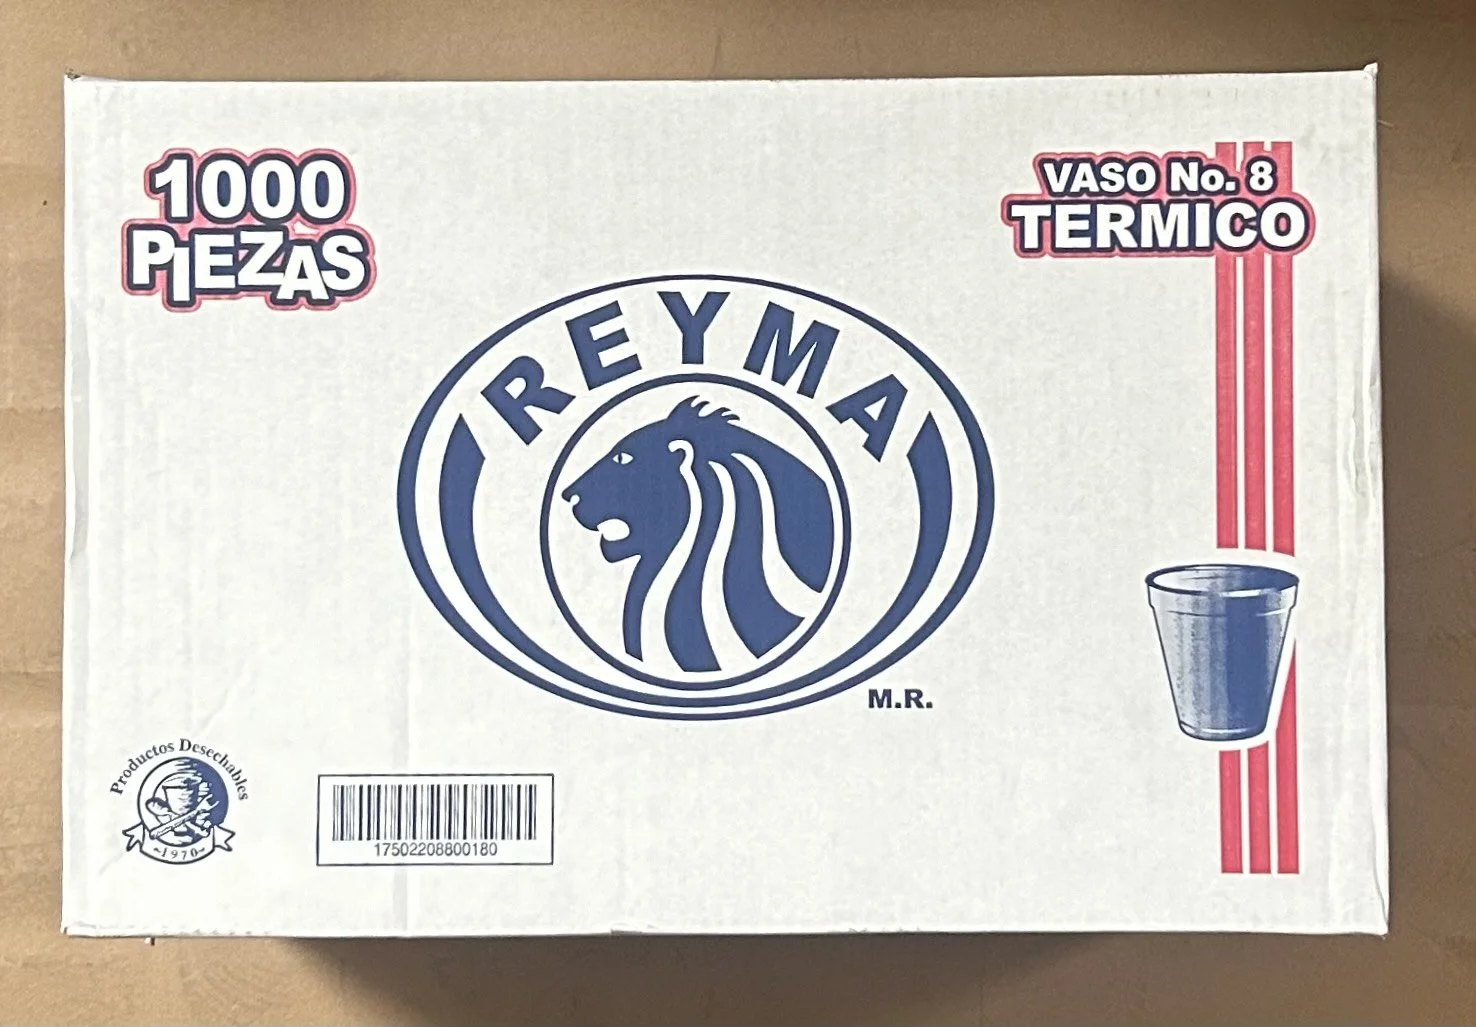 1000
PIEZAS
VASO No. 8
TERMICO
REYMA
M.R.
Productos Desechables
~1970~
17502208800180